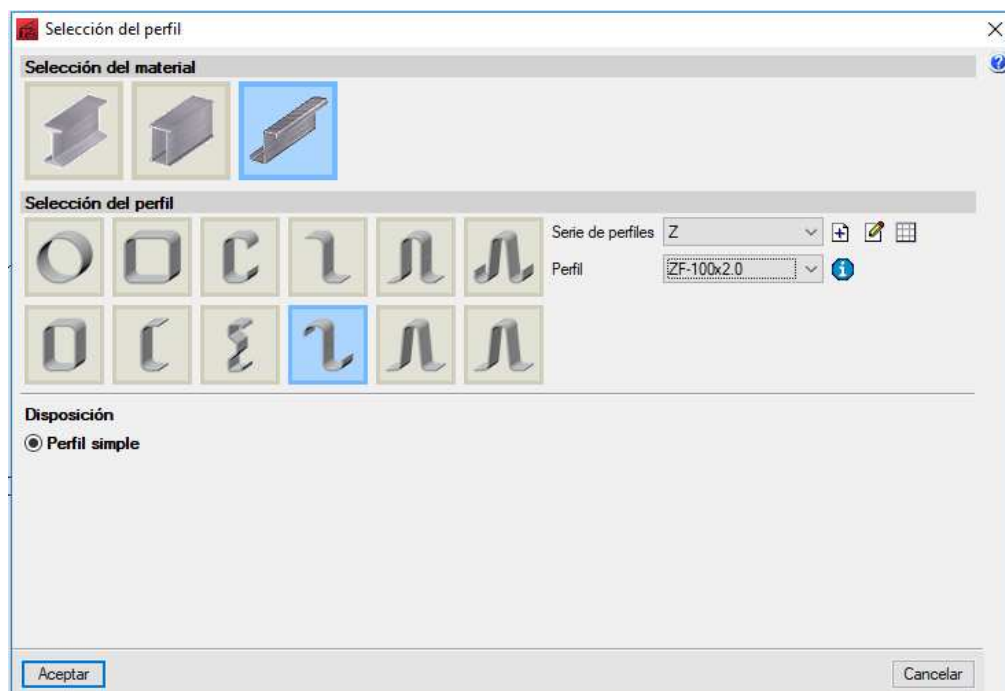 Selección del perfil
Selección del material
Selección del perfil
Serie de perfiles Z
Perfil ZF-100x2.0
Disposición
Perfil simple
Aceptar Cancelar